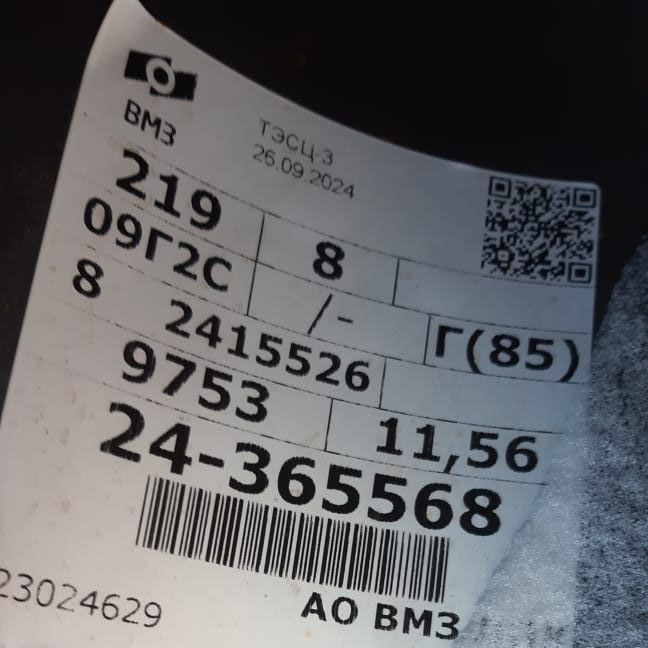 ВМЗ
ТЭСЦ-3
26.09.2024
219 8
09Г2С /- Г(85)
8 2415526
9753 11,56
24-365568
23024629 АО ВМЗ